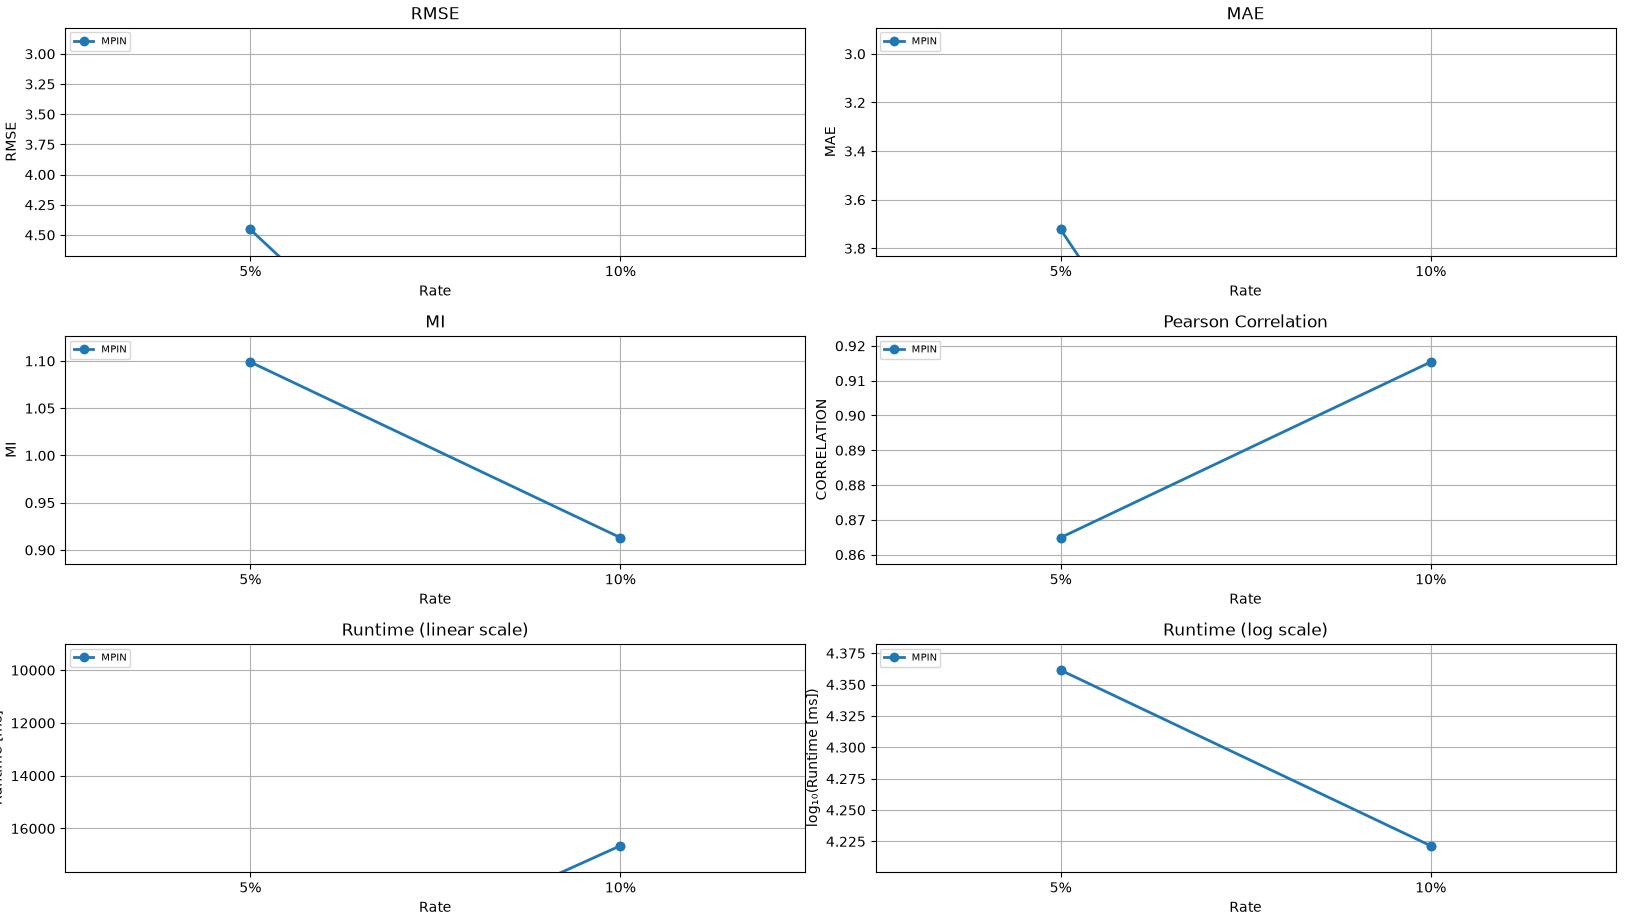 RMSE
MPIN
3.00
3.25
3.50
3.75
4.00
4.25
4.50
RMSE
5%
10%
Rate
MAE
MPIN
3.0
3.2
3.4
3.6
3.8
MAE
5%
10%
Rate
MI
MPIN
1.10
1.05
1.00
0.95
0.90
MI
5%
10%
Rate
Pearson Correlation
MPIN
0.92
0.91
0.90
0.89
0.88
0.87
0.86
CORRELATION
5%
10%
Rate
Runtime (linear scale)
MPIN
10000
12000
14000
16000
5%
10%
Rate
Runtime (log scale)
MPIN
4.375
4.350
4.325
4.300
4.275
4.250
4.225
log₁₀(Runtime [ms])
5%
10%
Rate